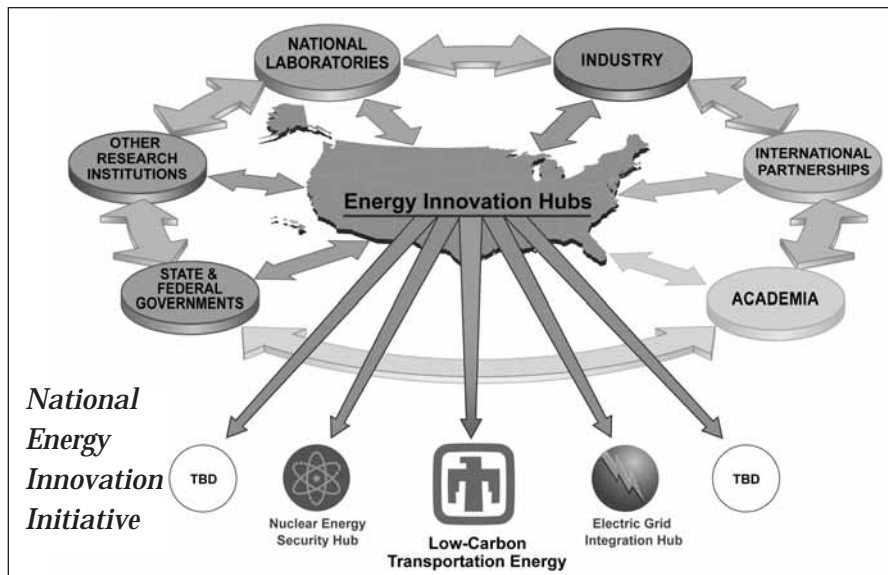 NATIONAL
LABORATORIES
INDUSTRY
OTHER
RESEARCH
INSTITUTIONS
INTERNATIONAL
PARTNERSHIPS
Energy Innovation Hubs
STATE &
FEDERAL
GOVERNMENTS
ACADEMIA
National
Energy
Innovation
Initiative
TBD
Nuclear Energy
Security Hub
Low-Carbon
Transportation Energy
Electric Grid
Integration Hub
TBD